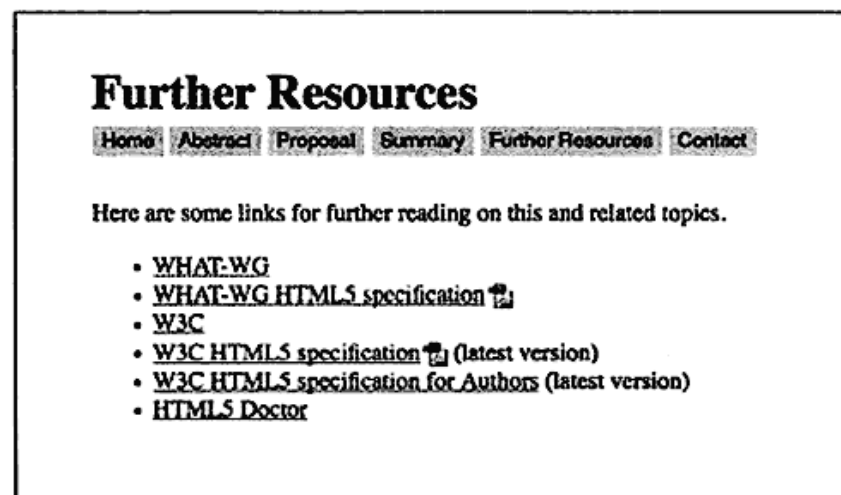 Further Resources
Home Abstract Proposal Summary Further Resources Contact
Here are some links for further reading on this and related topics.
• WHAT-WG
• WHAT-WG HTML5 specification
• W3C
• W3C HTML5 specification (latest version)
• W3C HTML5 specification for Authors (latest version)
• HTML5 Doctor